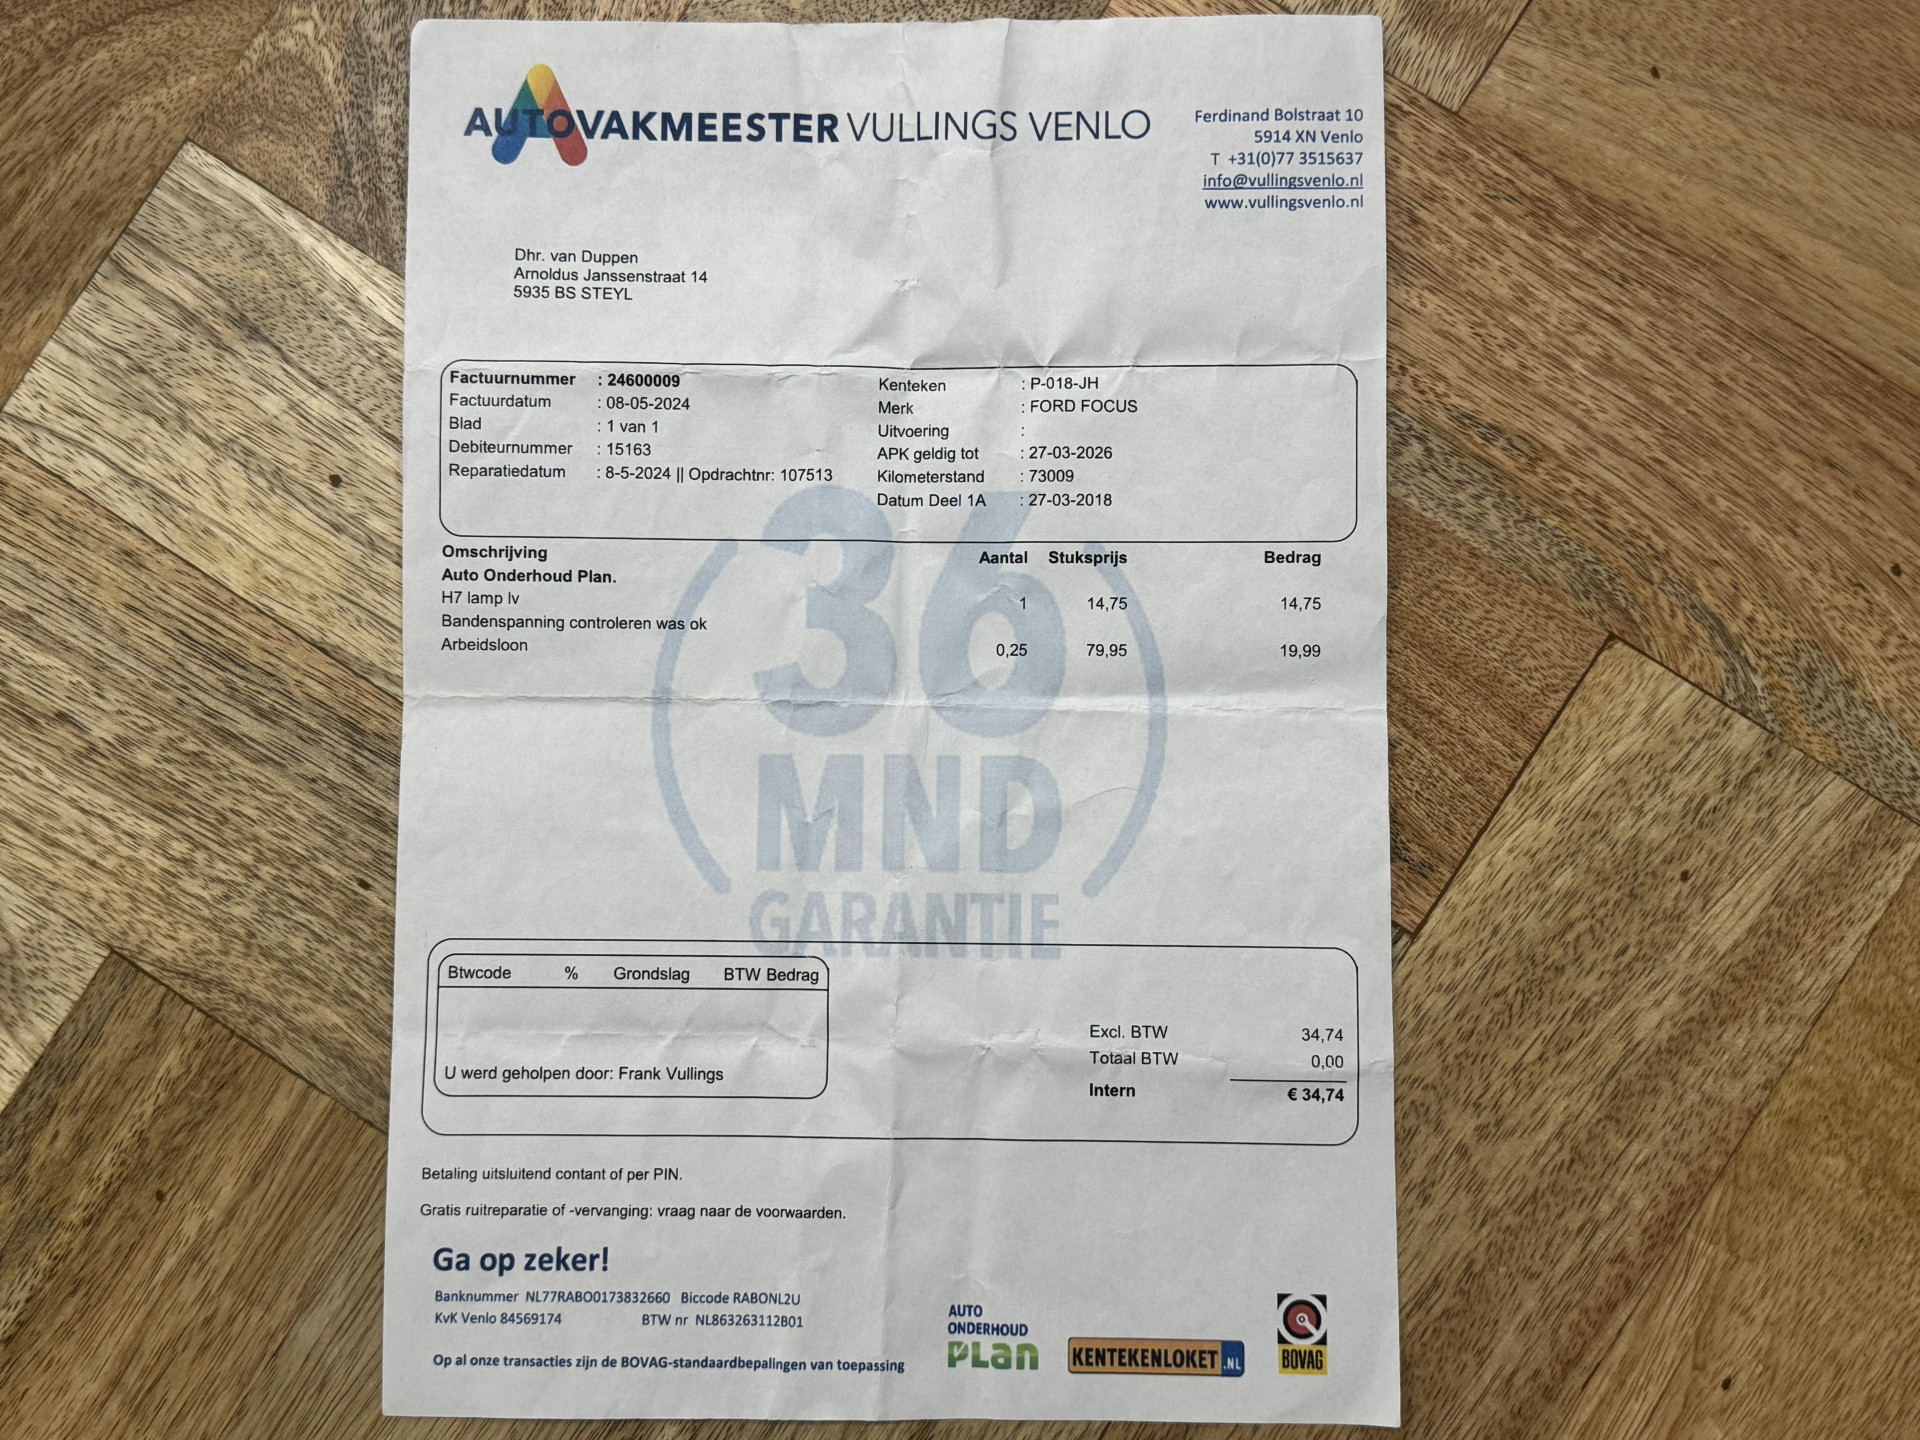 AUTOVAKMEESTER VULLINGS VENLO
Ferdinand Bolstraat 10
5914 XN Venlo
T +31(0)77 3515637
info@vullingsvenlo.nl
www.vullingsvenlo.nl
Dhr. van Duppen
Arnoldus Janssenstraat 14
5935 BS STEYL
Factuurnummer : 24600009
Factuurdatum : 08-05-2024
Blad : 1 van 1
Debiteurnummer : 15163
Reparatiedatum : 8-5-2024 || Opdrachtnr: 107513
Kenteken : P-018-JH
Merk : FORD FOCUS
Uitvoering :
APK geldig tot : 27-03-2026
Kilometerstand : 73009
Datum Deel 1A : 27-03-2018
Omschrijving Aantal Stuksprijs Bedrag
Auto Onderhoud Plan.
H7 lamp lv 1 14,75 14,75
Bandenspanning controleren was ok
Arbeidsloon 0,25 79,95 19,99
36
MND
GARANTIE
Btwcode % Grondslag BTW Bedrag
U werd geholpen door: Frank Vullings
Excl. BTW 34,74
Totaal BTW 0,00
Intern € 34,74
Betaling uitsluitend contant of per PIN.
Gratis ruitreparatie of -vervanging: vraag naar de voorwaarden.
Ga op zeker!
Banknummer NL77RABO0173832660 Biccode RABONL2U
KvK Venlo 84569174 BTW nr NL863263112B01
Op al onze transacties zijn de BOVAG-standaardbepalingen van toepassing
AUTO
ONDERHOUD
PLan
KENTEKENLOKET.NL
BOVAG